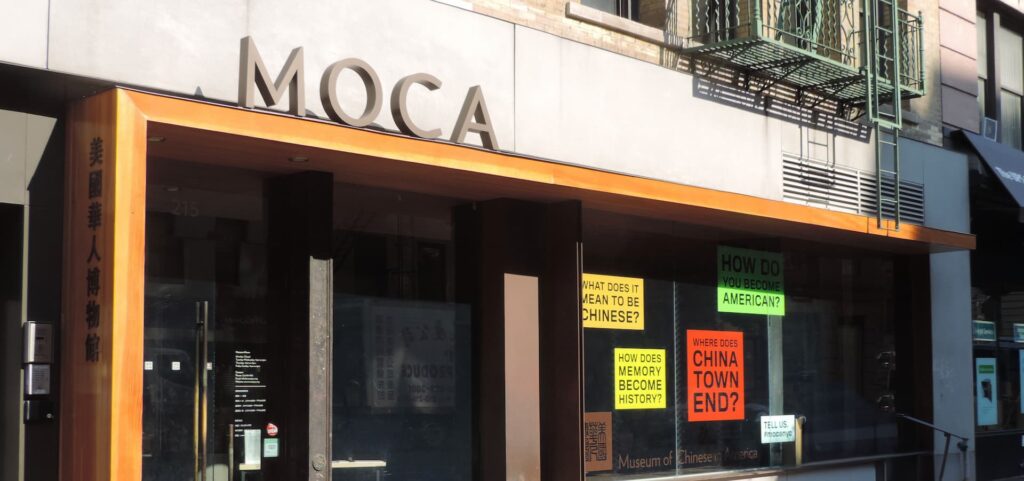 MOCA
美國華人博物館
215
WHAT DOES IT
MEAN TO BE
CHINESE?
HOW DO
YOU BECOME
AMERICAN?
HOW DOES
MEMORY
BECOME
HISTORY?
WHERE DOES
CHINA
TOWN
END?
TELL US
Museum of Chinese in America